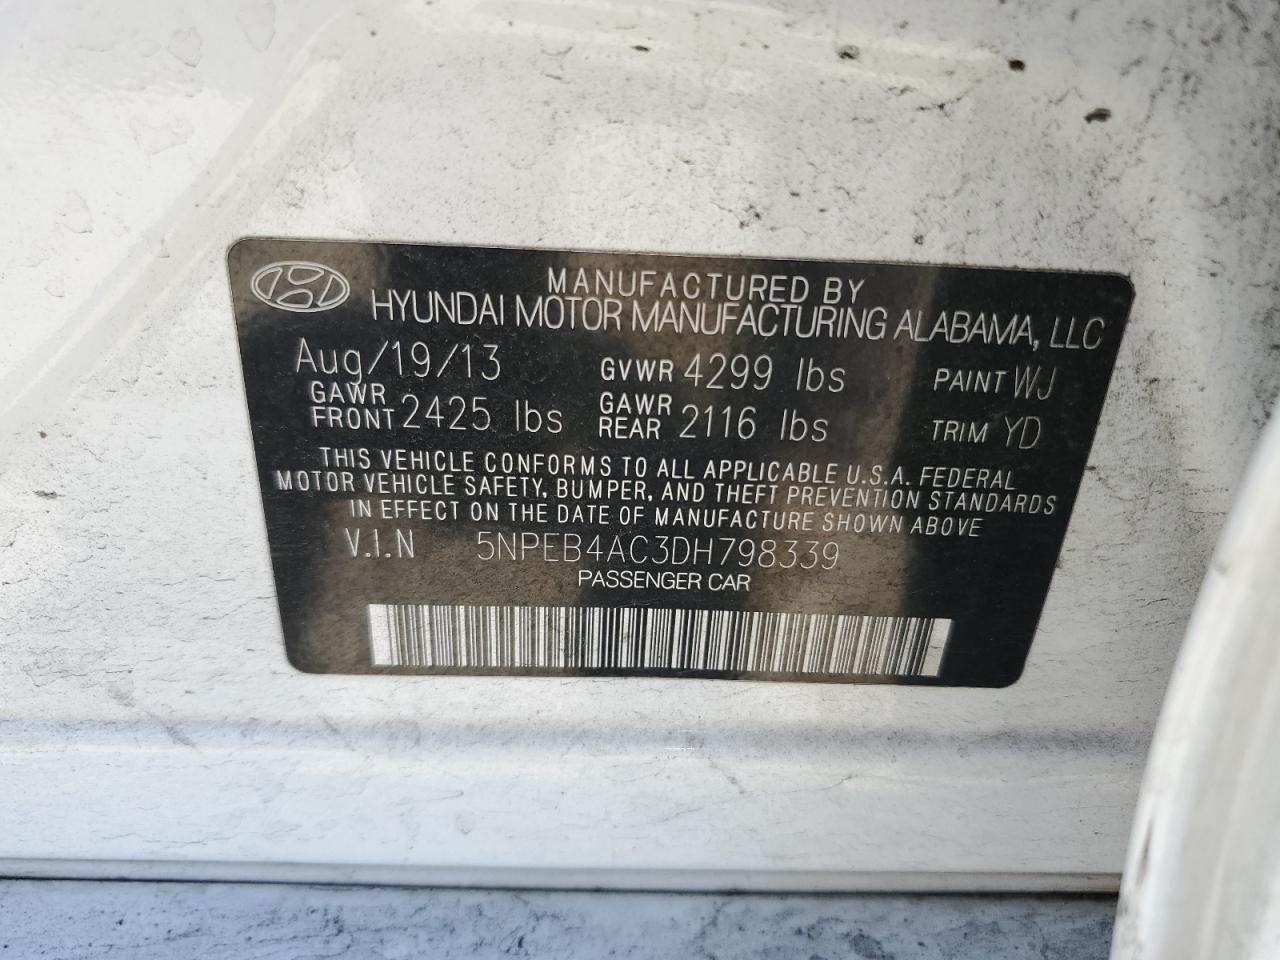 MANUFACTURED BY
HYUNDAI MOTOR MANUFACTURING ALABAMA, LLC
Aug/19/13 GVWR 4299 lbs PAINT WJ
GAWR FRONT 2425 lbs GAWR REAR 2116 lbs TRIM YD
THIS VEHICLE CONFORMS TO ALL APPLICABLE U.S.A. FEDERAL
MOTOR VEHICLE SAFETY, BUMPER, AND THEFT PREVENTION STANDARDS
IN EFFECT ON THE DATE OF MANUFACTURE SHOWN ABOVE
V.I.N 5NPEB4AC3DH798339
PASSENGER CAR